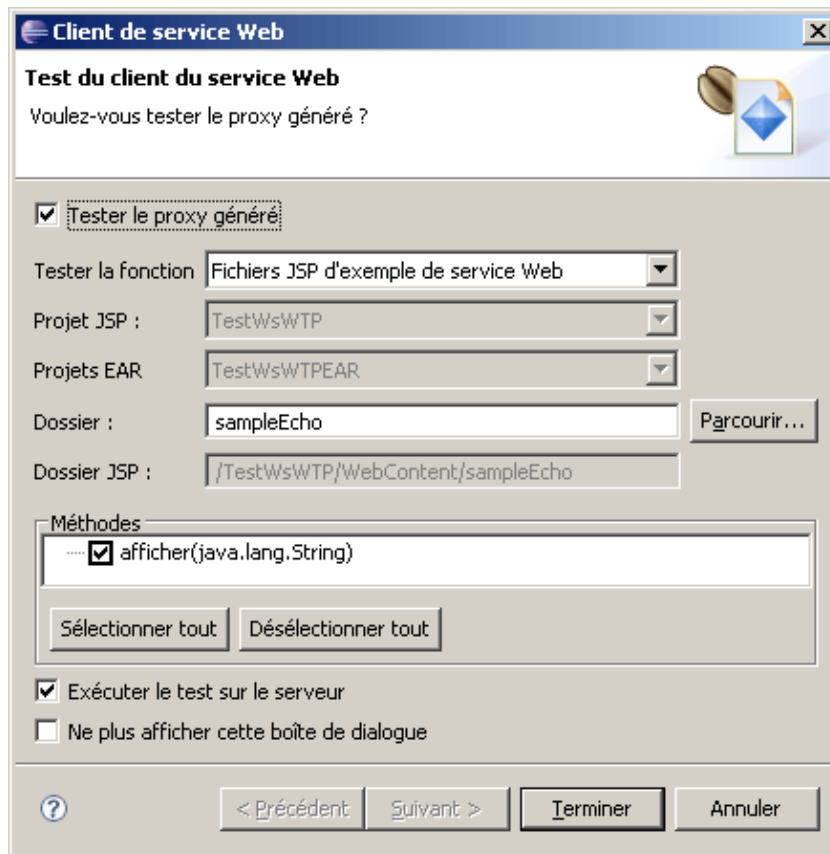 Client de service Web
Test du client du service Web
Voulez-vous tester le proxy généré ?
Tester le proxy généré
Tester la fonction Fichiers JSP d'exemple de service Web
Projet JSP : TestWsWTP
Projets EAR TestWsWTPEAR
Dossier : sampleEcho Parcourir...
Dossier JSP : /TestWsWTP/WebContent/sampleEcho
Méthodes
afficher(java.lang.String)
Sélectionner tout Désélectionner tout
Exécuter le test sur le serveur
Ne plus afficher cette boîte de dialogue
? < Précédent Suivant > Terminer Annuler